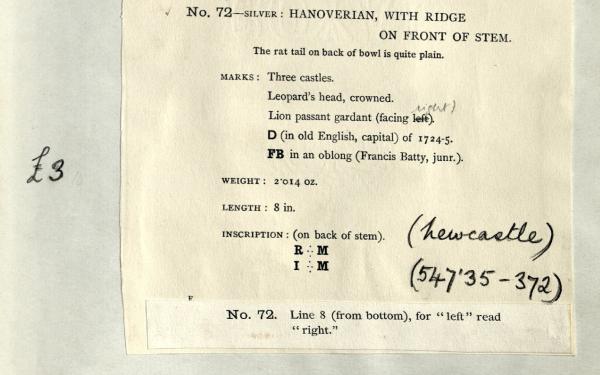 No. 72—SILVER: HANOVERIAN, WITH RIDGE
ON FRONT OF STEM.
The rat tail on back of bowl is quite plain.
MARKS: Three castles.
Leopard's head, crowned.
right)
Lion passant gardant (facing left).
D (in old English, capital) of 1724-5.
FB in an oblong (Francis Batty, junr.).
£3
WEIGHT: 2·014 oz.
LENGTH: 8 in.
INSCRIPTION: (on back of stem).
R ∴ M
I ∴ M
(Newcastle)
(547'35-372)
F
No. 72. Line 8 (from bottom), for "left" read
"right."